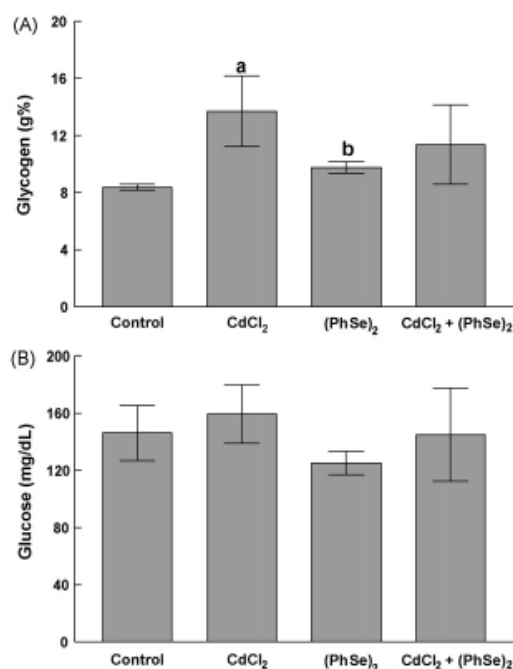 (A)
20
16
12
8
4
0
Glycogen (g%)
a
b
Control CdCl₂ (PhSe)₂ CdCl₂ + (PhSe)₂
(B)
200
160
120
80
40
0
Glucose (mg/dL)
Control CdCl₂ (PhSe)₂ CdCl₂ + (PhSe)₂